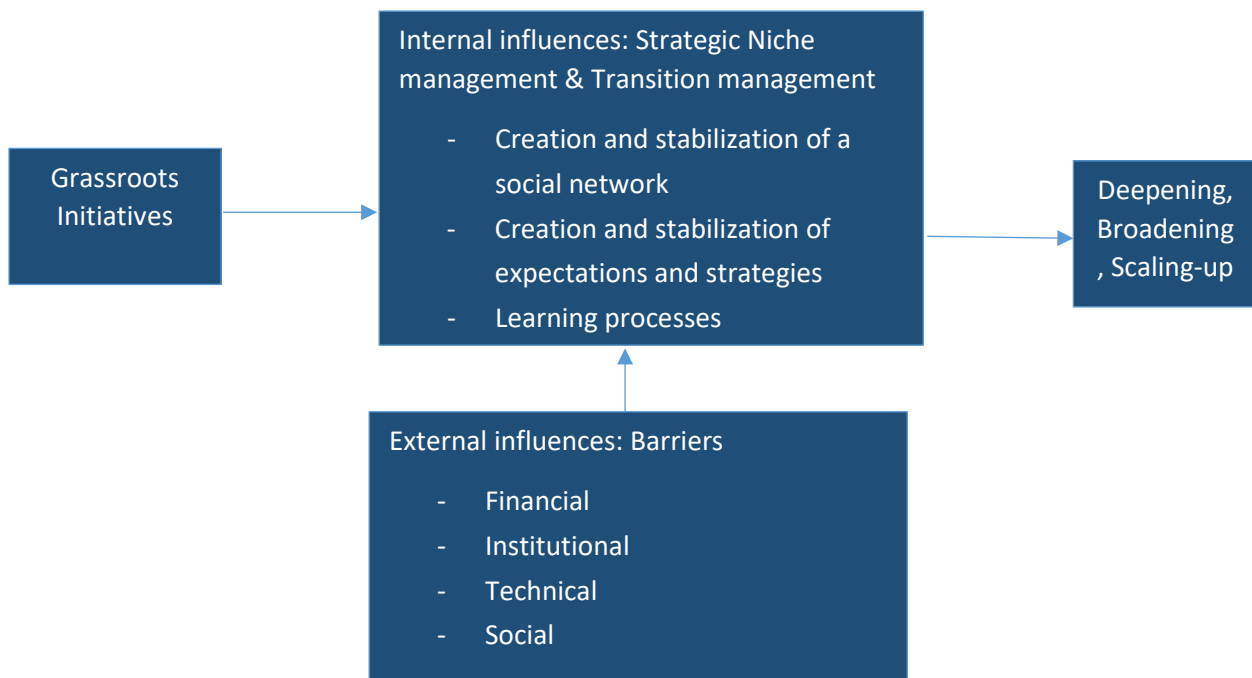 Internal influences: Strategic Niche
management & Transition management
- Creation and stabilization of a
social network
- Creation and stabilization of
expectations and strategies
- Learning processes
Grassroots
Initiatives
Deepening,
Broadening
, Scaling-up
External influences: Barriers
- Financial
- Institutional
- Technical
- Social